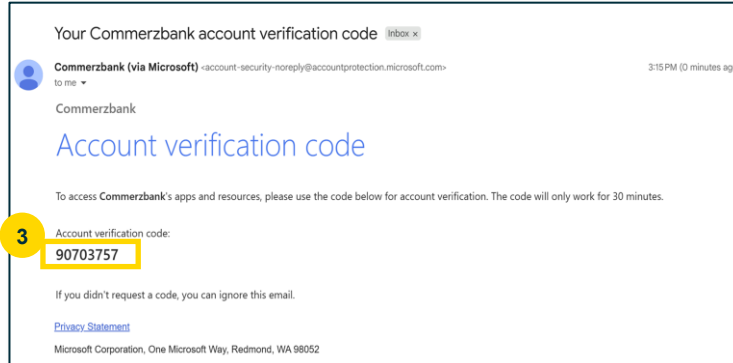 Your Commerzbank account verification code Inbox ×
Commerzbank (via Microsoft) <account-security-noreply@accountprotection.microsoft.com> 3:15 PM (0 minutes ag
to me
Commerzbank
Account verification code
To access Commerzbank's apps and resources, please use the code below for account verification. The code will only work for 30 minutes.
3 Account verification code:
90703757
If you didn't request a code, you can ignore this email.
Privacy Statement
Microsoft Corporation, One Microsoft Way, Redmond, WA 98052